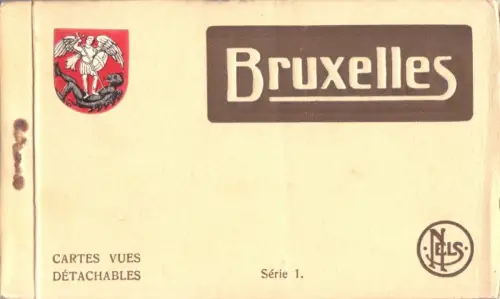 Bruxelles
CARTES VUES
DÉTACHABLES
Série 1.
NELS